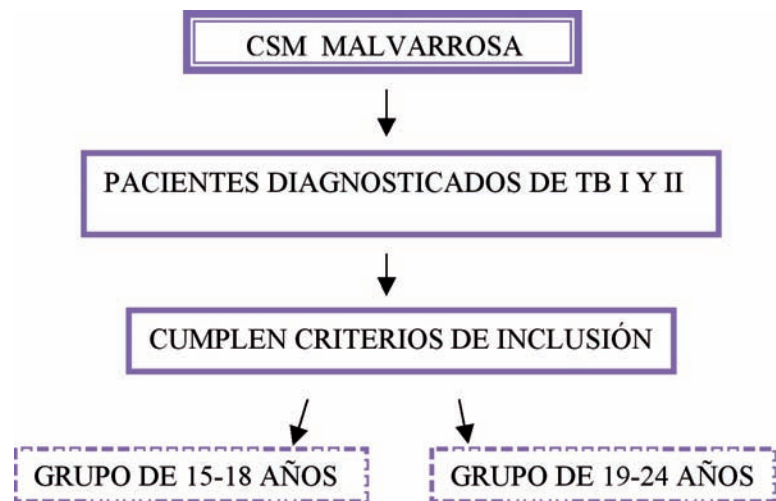 CSM MALVARROSA
PACIENTES DIAGNOSTICADOS DE TB I Y II
CUMPLEN CRITERIOS DE INCLUSIÓN
GRUPO DE 15-18 AÑOS
GRUPO DE 19-24 AÑOS